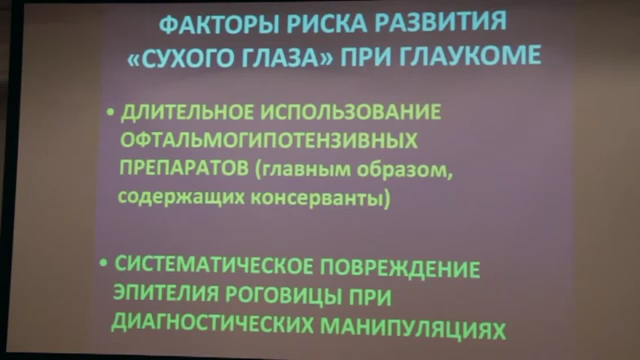 ФАКТОРЫ РИСКА РАЗВИТИЯ
«СУХОГО ГЛАЗА» ПРИ ГЛАУКОМЕ
• ДЛИТЕЛЬНОЕ ИСПОЛЬЗОВАНИЕ
ОФТАЛЬМОГИПОТЕНЗИВНЫХ
ПРЕПАРАТОВ (главным образом,
содержащих консерванты)
• СИСТЕМАТИЧЕСКОЕ ПОВРЕЖДЕНИЕ
ЭПИТЕЛИЯ РОГОВИЦЫ ПРИ
ДИАГНОСТИЧЕСКИХ МАНИПУЛЯЦИЯХ